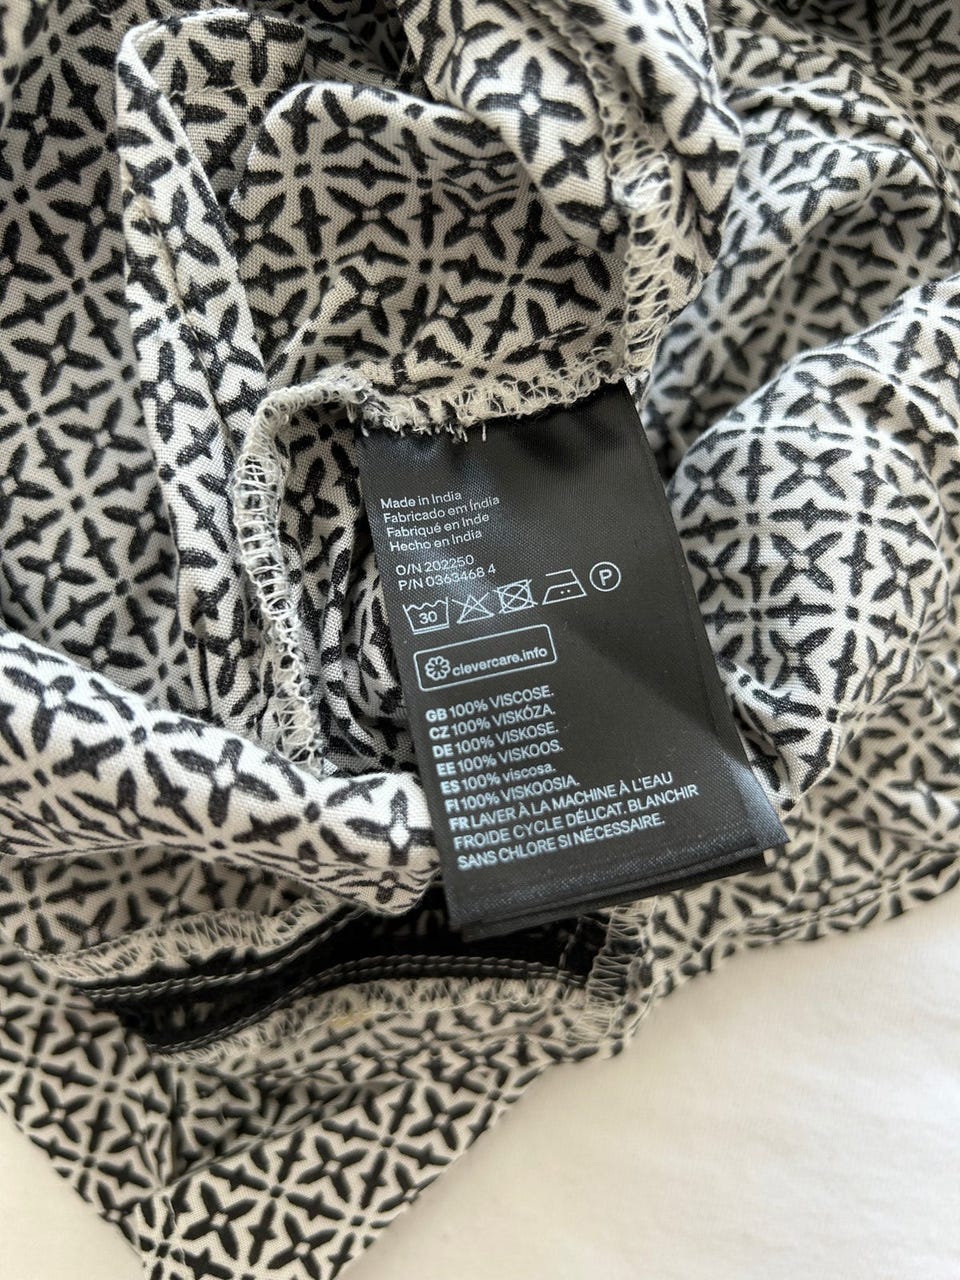 Made in India
Fabricado em Índia
Fabriqué en Inde
Hecho en India
O/N 202250
P/N 0363468 4
30
P
clevercare.info
GB 100% VISCOSE.
CZ 100% VISKÓZA.
DE 100% VISKOSE.
EE 100% VISKOOS.
ES 100% viscosa.
FI 100% VISKOOSIA.
FR LAVER À LA MACHINE À L'EAU
FROIDE CYCLE DÉLICAT. BLANCHIR
SANS CHLORE SI NÉCESSAIRE.